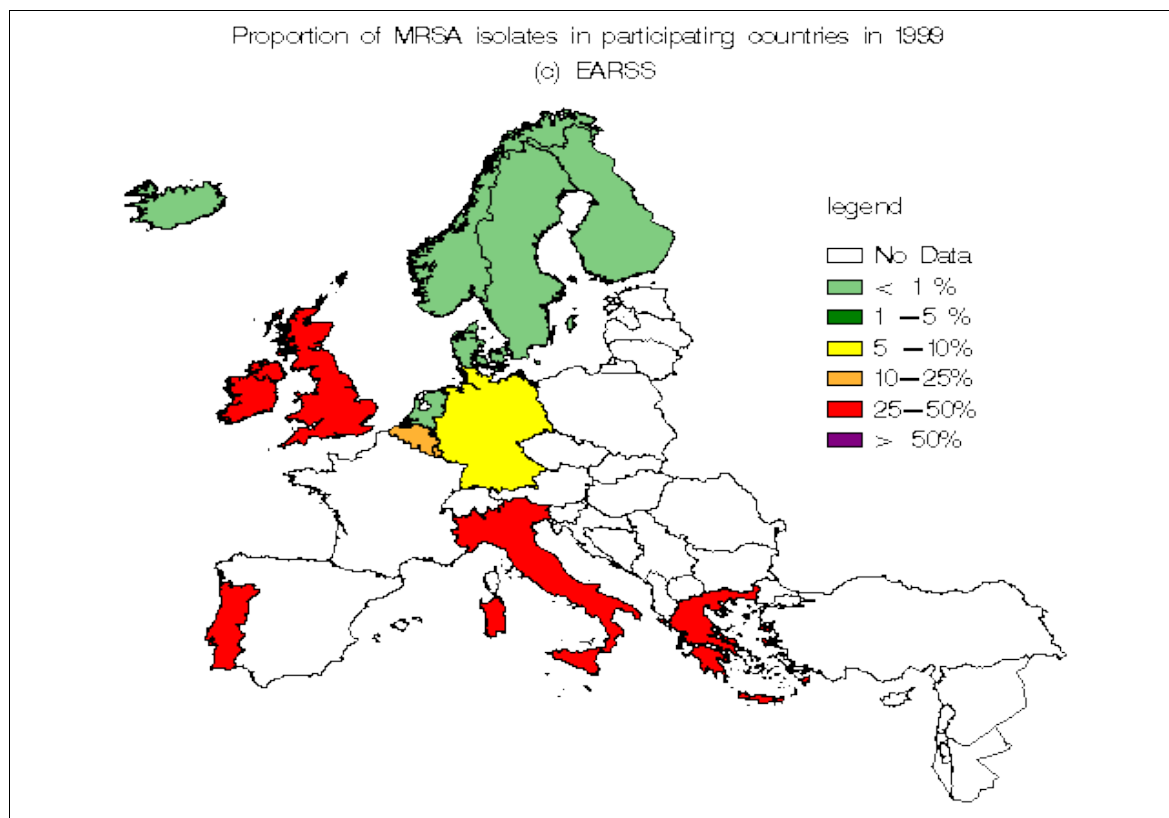 Proportion of MRSA isolates in participating countries in 1999
(c) EARSS
legend
No Data
< 1 %
1 –5 %
5 –10%
10–25%
25–50%
> 50%